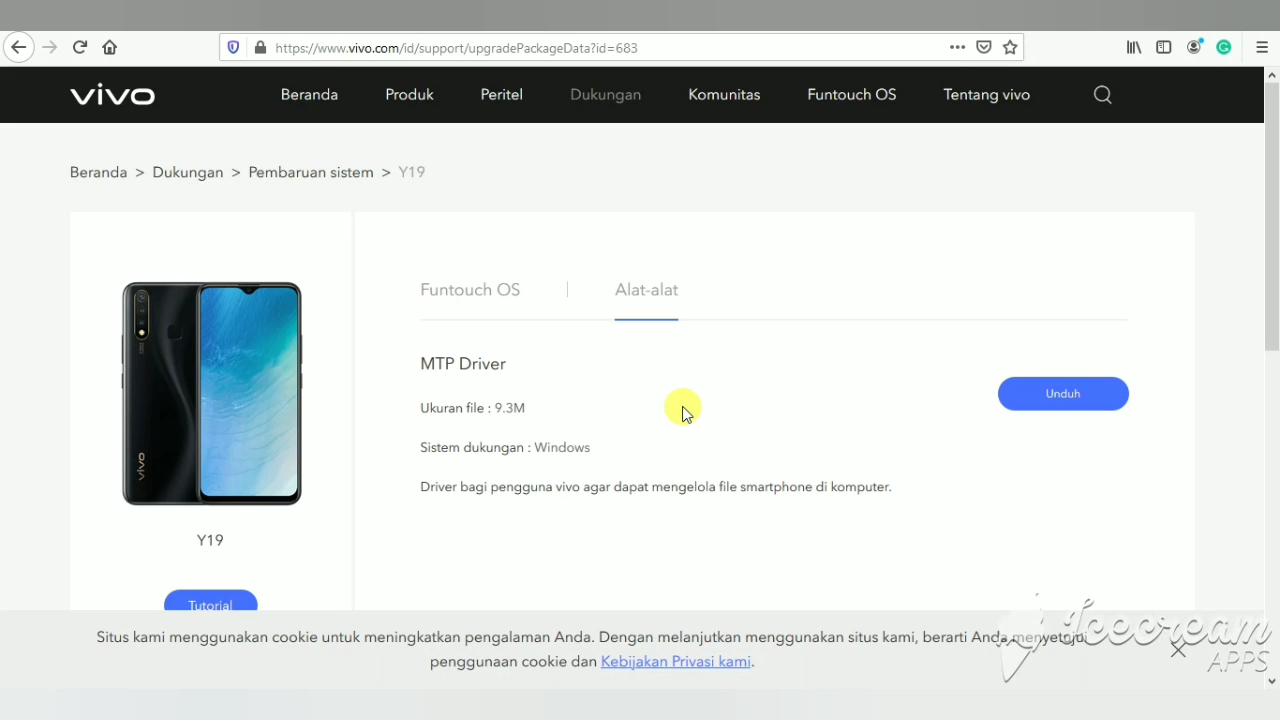 https://www.vivo.com/id/support/upgradePackageData?id=683
vivo
Beranda
Produk
Peritel
Dukungan
Komunitas
Funtouch OS
Tentang vivo
Beranda > Dukungan > Pembaruan sistem > Y19
Funtouch OS
Alat-alat
MTP Driver
Ukuran file : 9.3M
Unduh
Sistem dukungan : Windows
Driver bagi pengguna vivo agar dapat mengelola file smartphone di komputer.
vivo
Y19
Tutorial
Situs kami menggunakan cookie untuk meningkatkan pengalaman Anda. Dengan melanjutkan menggunakan situs kami, berarti Anda menyetujui
penggunaan cookie dan Kebijakan Privasi kami.
Icecream
APPS